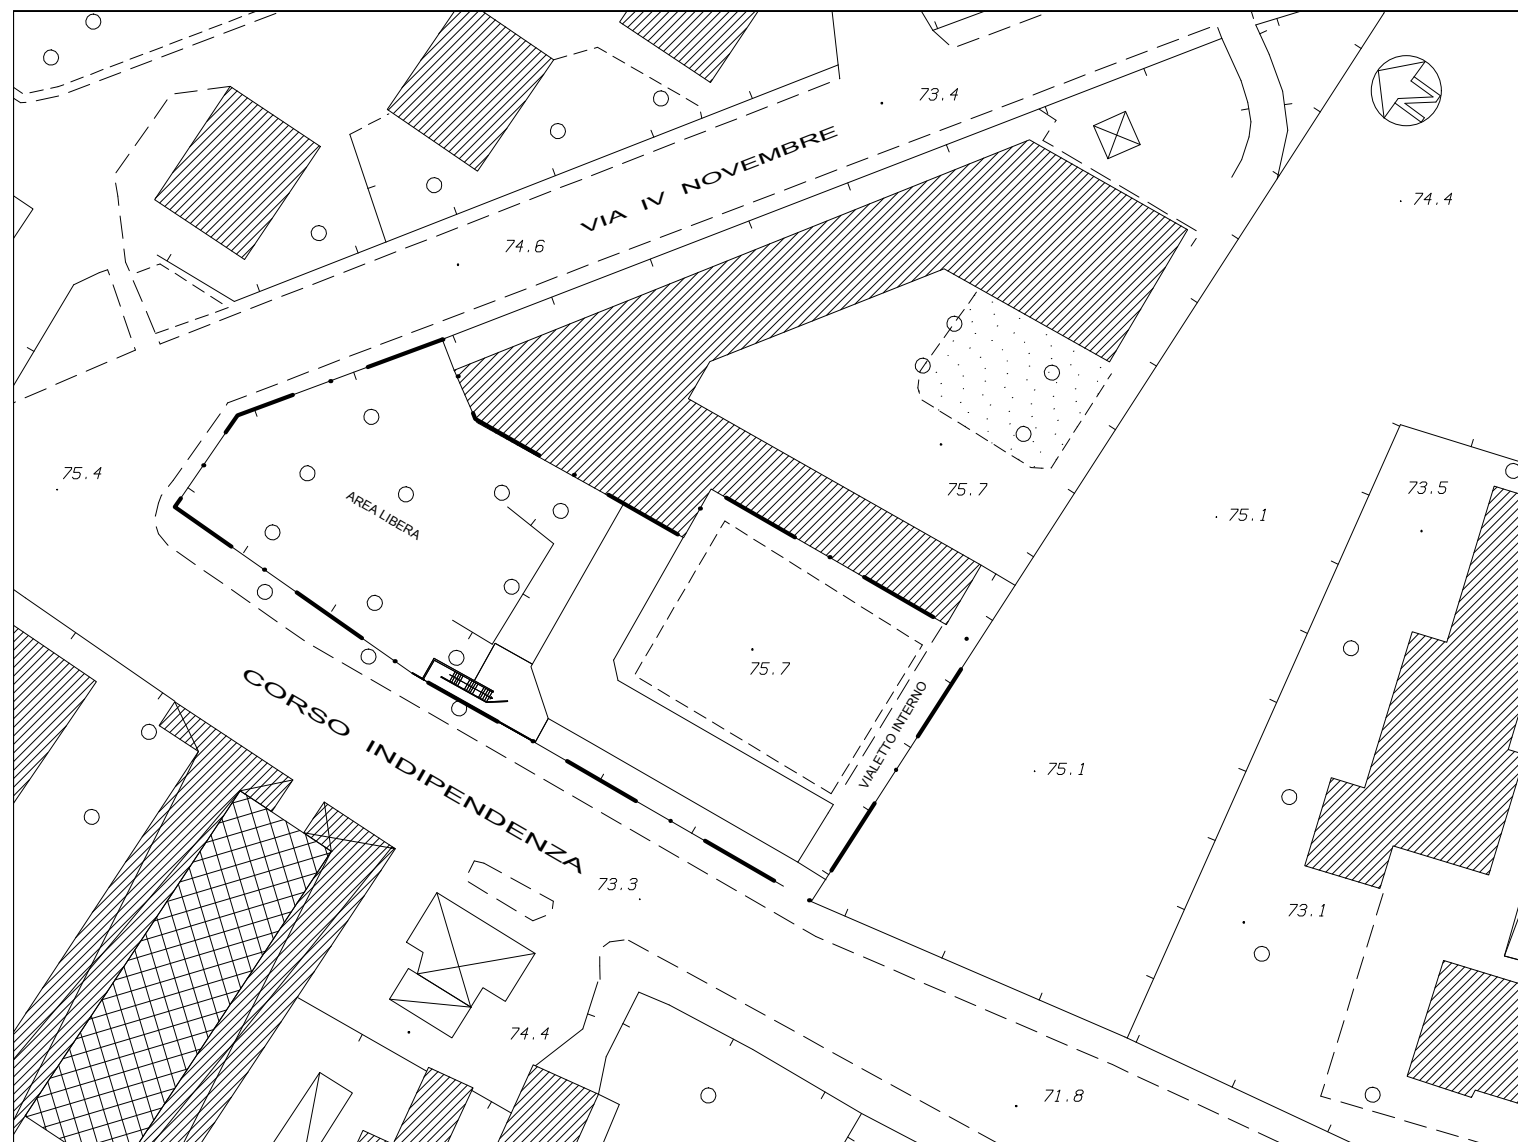 73.4
VIA IV NOVEMBRE
74.4
74.6
75.4
AREA LIBERA
75.7
73.5
75.1
75.7
VIALETTO INTERNO
75.1
CORSO INDIPENDENZA
73.3
73.1
74.4
71.8
N